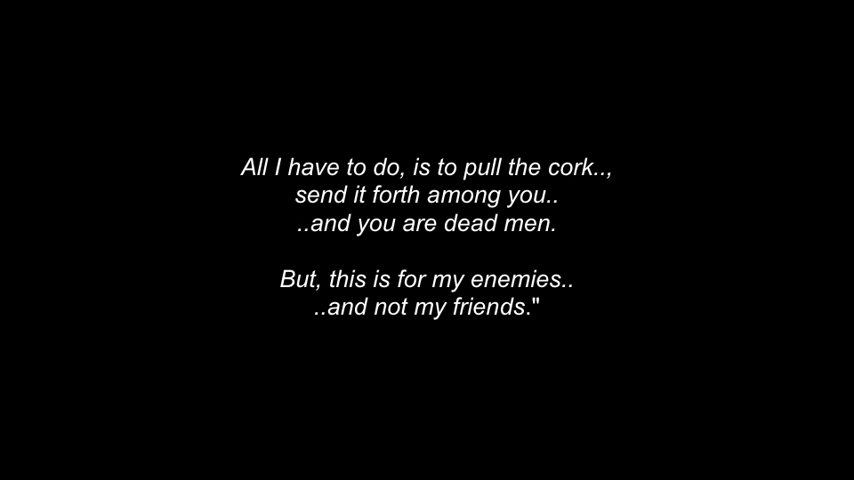 All I have to do, is to pull the cork..,
send it forth among you..
..and you are dead men.
But, this is for my enemies..
..and not my friends."